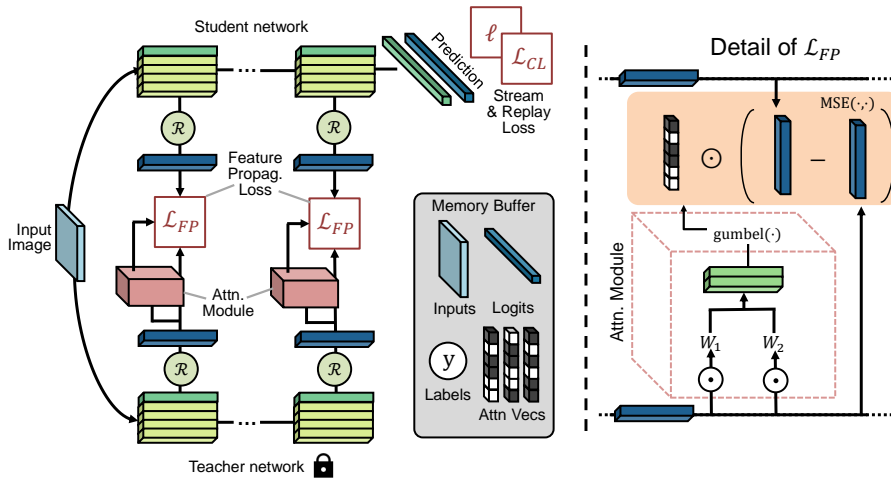 Student network
Prediction
ℓ
ℒ_CL
Stream
& Replay
Loss
...
...
ℛ
ℛ
Feature
Propag.
Loss
ℒ_FP
ℒ_FP
Input
Image
Attn.
Module
ℛ
ℛ
...
...
Teacher network
Memory Buffer
Inputs
Logits
y
Labels
Attn Vecs
Detail of ℒ_FP
MSE(·,·)
⊙
( − )
gumbel(·)
Attn. Module
W_1
W_2